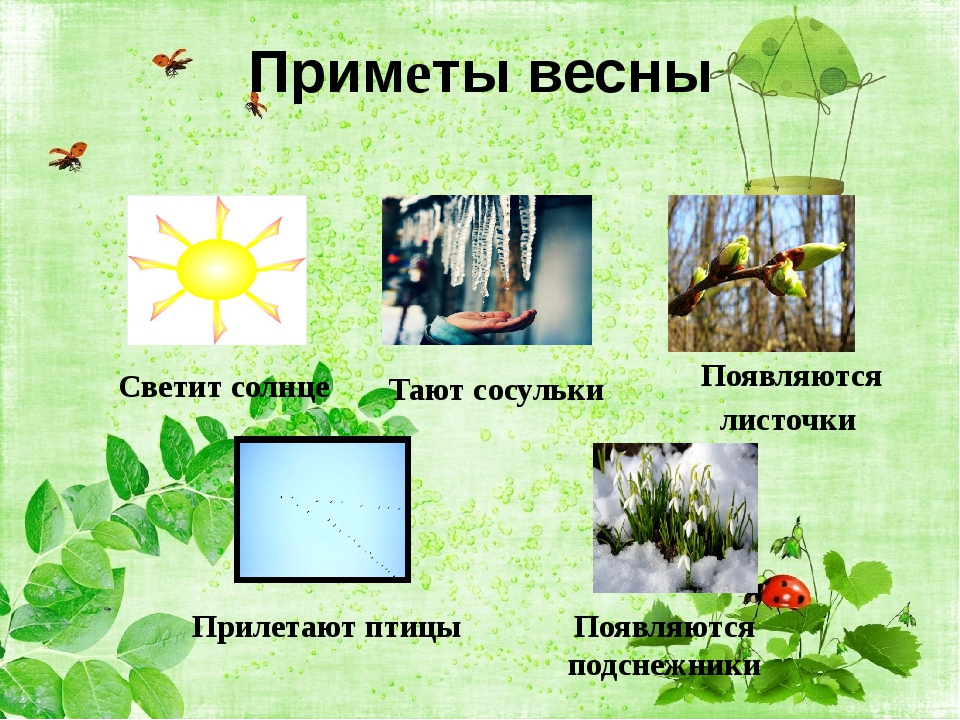 Приметы весны
Светит солнце
Тают сосульки
Появляются
листочки
Прилетают птицы
Появляются
подснежники